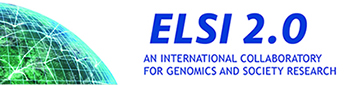 ELSI 2.0
AN INTERNATIONAL COLLABORATORY
FOR GENOMICS AND SOCIETY RESEARCH